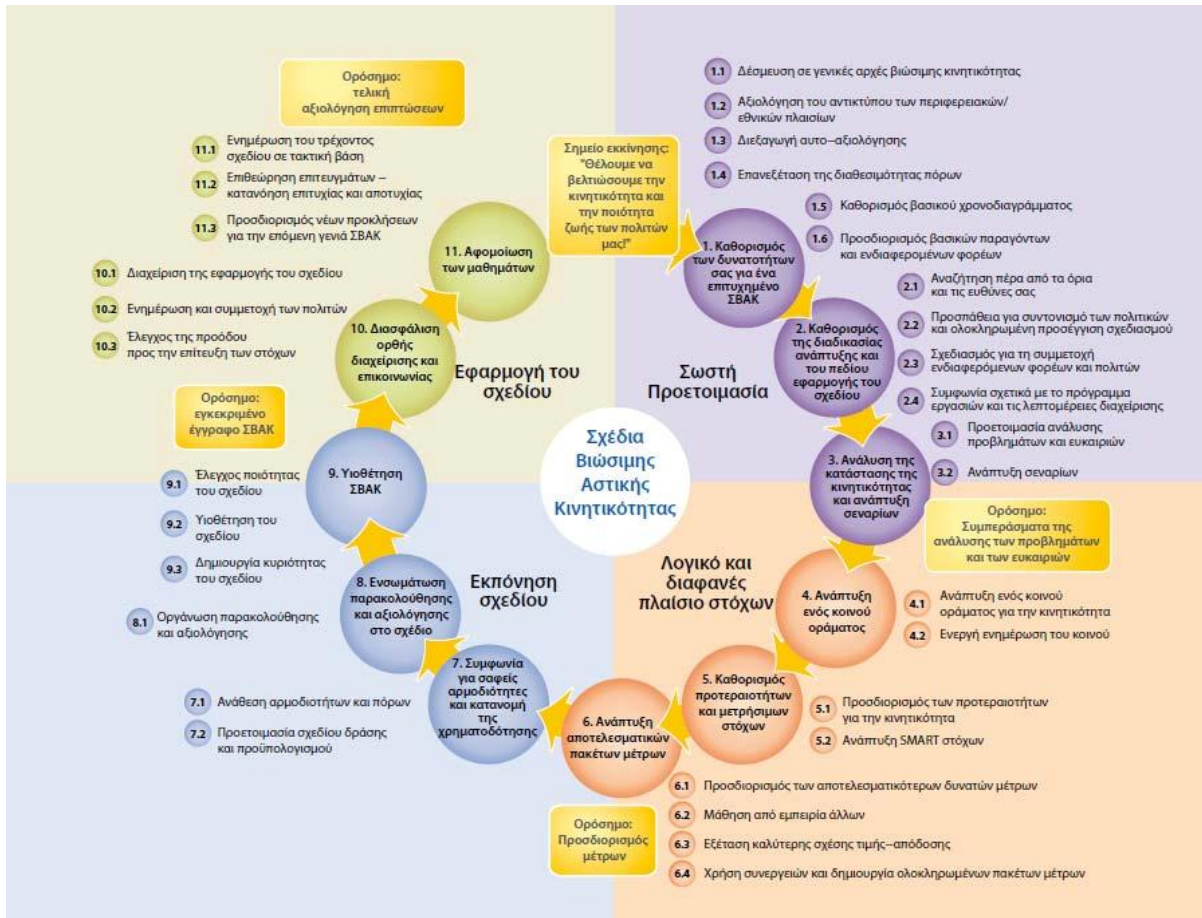 Σημείο εκκίνησης:
"Θέλουμε να
βελτιώσουμε την
κινητικότητα και
την ποιότητα
ζωής των πολιτών
μας!"
Σχέδια
Βιώσιμης
Αστικής
Κινητικότητας
Σωστή
Προετοιμασία
1. Καθορισμός
των δυνατοτήτων
σας για ένα
επιτυχημένο
ΣΒΑΚ
1.1 Δέσμευση σε γενικές αρχές βιώσιμης κινητικότητας
1.2 Αξιολόγηση του αντικτύπου των περιφερειακών/
εθνικών πλαισίων
1.3 Διεξαγωγή αυτο–αξιολόγησης
1.4 Επανεξέταση της διαθεσιμότητας πόρων
1.5 Καθορισμός βασικού χρονοδιαγράμματος
1.6 Προσδιορισμός βασικών παραγόντων
και ενδιαφερομένων φορέων
2. Καθορισμός
της διαδικασίας
ανάπτυξης και
του πεδίου
εφαρμογής του
σχεδίου
2.1 Αναζήτηση πέρα από τα όρια
και τις ευθύνες σας
2.2 Προσπάθεια για συντονισμό των πολιτικών
και ολοκληρωμένη προσέγγιση σχεδιασμού
2.3 Σχεδιασμός για τη συμμετοχή
ενδιαφερόμενων φορέων και πολιτών
2.4 Συμφωνία σχετικά με το πρόγραμμα
εργασιών και τις λεπτομέρειες διαχείρισης
3. Ανάλυση της
κατάστασης της
κινητικότητας
και ανάπτυξη
σεναρίων
3.1 Προετοιμασία ανάλυσης
προβλημάτων και ευκαιριών
3.2 Ανάπτυξη σεναρίων
Ορόσημο:
Συμπεράσματα της
ανάλυσης των προβλημάτων
και των ευκαιριών
Λογικό και
διαφανές
πλαίσιο στόχων
4. Ανάπτυξη
ενός κοινού
οράματος
4.1 Ανάπτυξη ενός κοινού
οράματος για την κινητικότητα
4.2 Ενεργή ενημέρωση του κοινού
5. Καθορισμός
προτεραιοτήτων
και μετρήσιμων
στόχων
5.1 Προσδιορισμός των προτεραιοτήτων
για την κινητικότητα
5.2 Ανάπτυξη SMART στόχων
6. Ανάπτυξη
αποτελεσματικών
πακέτων μέτρων
6.1 Προσδιορισμός των αποτελεσματικότερων δυνατών μέτρων
6.2 Μάθηση από εμπειρία άλλων
6.3 Εξέταση καλύτερης σχέσης τιμής–απόδοσης
6.4 Χρήση συνεργειών και δημιουργία ολοκληρωμένων πακέτων μέτρων
Ορόσημο:
Προσδιορισμός
μέτρων
Εκπόνηση
σχεδίου
7. Συμφωνία
για σαφείς
αρμοδιότητες
και κατανομή
της
χρηματοδότησης
7.1 Ανάθεση αρμοδιοτήτων και πόρων
7.2 Προετοιμασία σχεδίου δράσης
και προϋπολογισμού
8. Ενσωμάτωση
παρακολούθησης
και αξιολόγησης
στο σχέδιο
8.1 Οργάνωση παρακολούθησης
και αξιολόγησης
9. Υιοθέτηση
ΣΒΑΚ
9.1 Έλεγχος ποιότητας
του σχεδίου
9.2 Υιοθέτηση του
σχεδίου
9.3 Δημιουργία κυριότητας
του σχεδίου
Ορόσημο:
εγκεκριμένο
έγγραφο ΣΒΑΚ
Εφαρμογή του
σχεδίου
10. Διασφάλιση
ορθής
διαχείρισης και
επικοινωνίας
10.1 Διαχείριση της εφαρμογής του σχεδίου
10.2 Ενημέρωση και συμμετοχή των πολιτών
10.3 Έλεγχος της προόδου
προς την επίτευξη των στόχων
11. Αφομοίωση
των μαθημάτων
11.1 Ενημέρωση του τρέχοντος
σχεδίου σε τακτική βάση
11.2 Επιθεώρηση επιτευγμάτων –
κατανόηση επιτυχίας και αποτυχίας
11.3 Προσδιορισμός νέων προκλήσεων
για την επόμενη γενιά ΣΒΑΚ
Ορόσημο:
τελική
αξιολόγηση επιπτώσεων